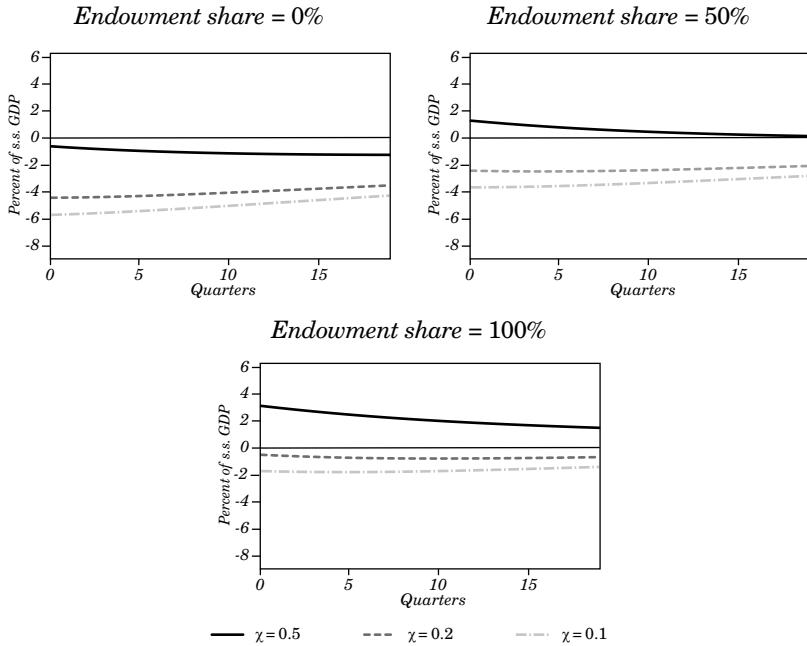 Endowment share = 0%
Percent of s.s. GDP
6
4
2
0
-2
-4
-6
-8
0 5 10 15
Quarters
Endowment share = 50%
Percent of s.s. GDP
6
4
2
0
-2
-4
-6
-8
0 5 10 15
Quarters
Endowment share = 100%
Percent of s.s. GDP
6
4
2
0
-2
-4
-6
-8
0 5 10 15
Quarters
χ = 0.5 χ = 0.2 χ = 0.1